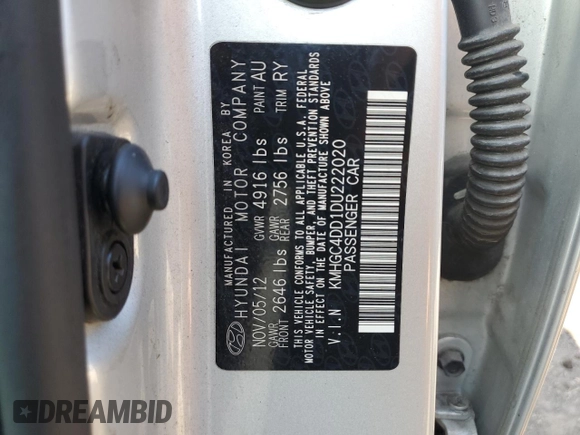 MANUFACTURED IN KOREA BY
HYUNDAI MOTOR COMPANY
NOV/05/12 GVWR 4916 lbs PAINT AU
GAWR FRONT 2646 lbs GAWR REAR 2756 lbs TRIM RY
THIS VEHICLE CONFORMS TO ALL APPLICABLE U.S.A. FEDERAL
MOTOR VEHICLE SAFETY, BUMPER, AND THEFT PREVENTION STANDARDS
IN EFFECT ON THE DATE OF MANUFACTURE SHOWN ABOVE
V.I.N KMHGC4DD1DU222020
PASSENGER CAR
DREAMBID